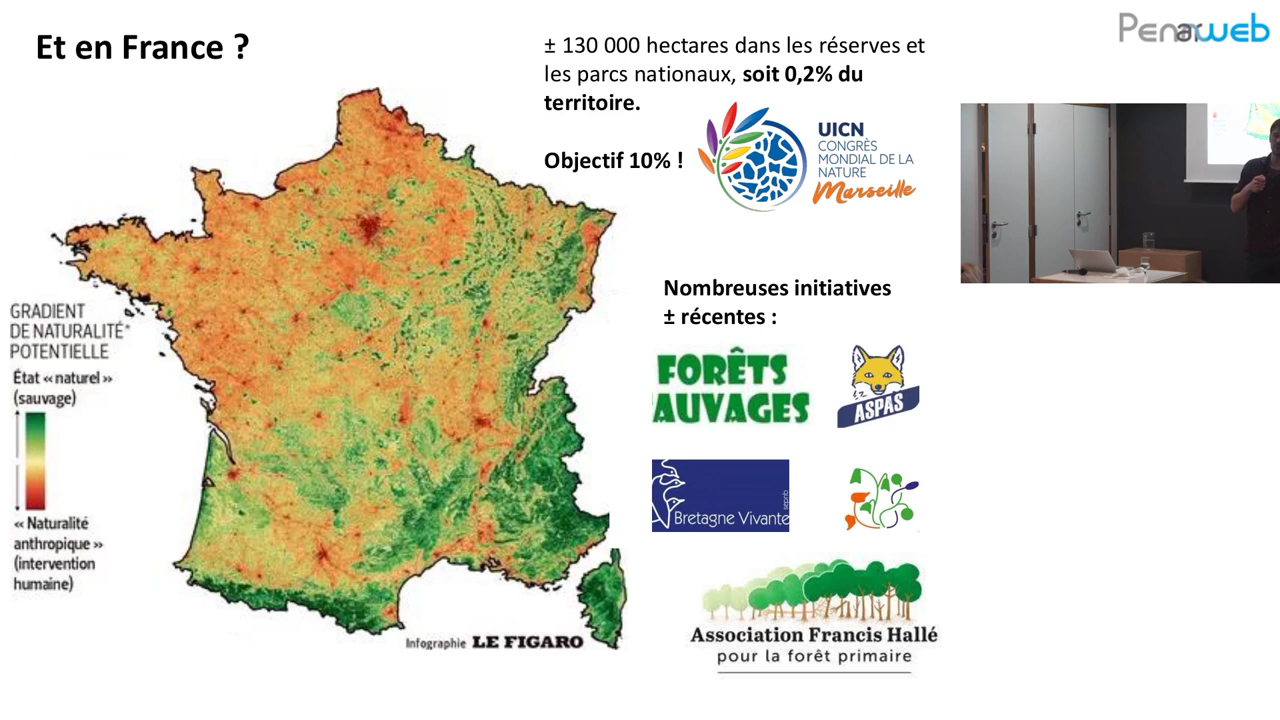 Et en France ?
± 130 000 hectares dans les réserves et
les parcs nationaux, soit 0,2% du
territoire.
Objectif 10% !
UICN
CONGRÈS
MONDIAL DE LA
NATURE
Marseille
Penarweb
GRADIENT
DE NATURALITÉ*
POTENTIELLE
État « naturel »
(sauvage)
« Naturalité
anthropique »
(intervention
humaine)
Infographie LE FIGARO
Nombreuses initiatives
± récentes :
FORÊTS
AUVAGES
ASPAS
Bretagne Vivante
sepnb
Association Francis Hallé
pour la forêt primaire